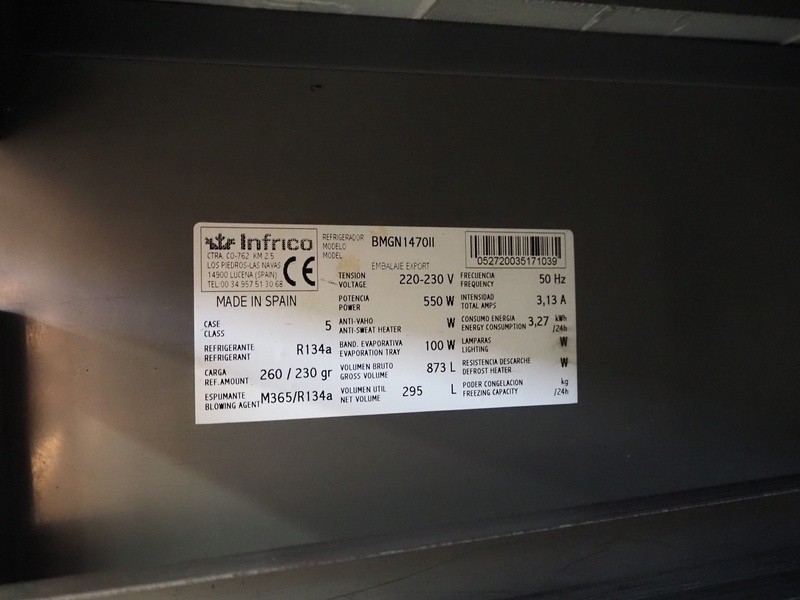 Infrico
CTRA. CO-762 KM 2.5
LOS PIEDROS-LAS NAVAS
14900 LUCENA (SPAIN)
TEL:00 34 957 51 30 68
CE
MADE IN SPAIN
REFRIGERADOR
MODELO
MODEL
BMGN1470II
EMBALAJE EXPORT
052720035171039
TENSION
VOLTAGE
220-230 V
FRECUENCIA
FREQUENCY
50 Hz
POTENCIA
POWER
550 W
INTENSIDAD
TOTAL AMPS
3,13 A
CASE
CLASS
5
ANTI-VAHO
ANTI-SWEAT HEATER
W
CONSUMO ENERGIA
ENERGY CONSUMPTION
3,27 kWh
/24h
REFRIGERANTE
REFRIGERANT
R134a
BAND. EVAPORATIVA
EVAPORATION TRAY
100 W
LAMPARAS
LIGHTING
W
CARGA
REF.AMOUNT
260 / 230 gr
VOLUMEN BRUTO
GROSS VOLUME
873 L
RESISTENCIA DESCARCHE
DEFROST HEATER
W
ESPUMANTE
BLOWING AGENT
M365/R134a
VOLUMEN UTIL
NET VOLUME
295 L
PODER CONGELACION
FREEZING CAPACITY
kg
/24h